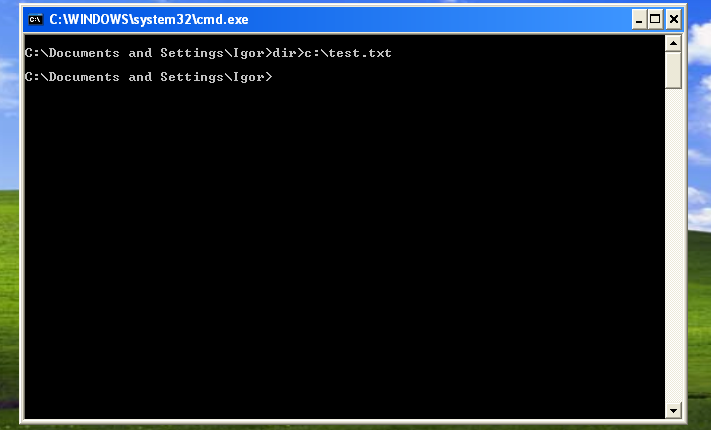 C:\WINDOWS\system32\cmd.exe
C:\Documents and Settings\Igor>dir>c:\test.txt
C:\Documents and Settings\Igor>